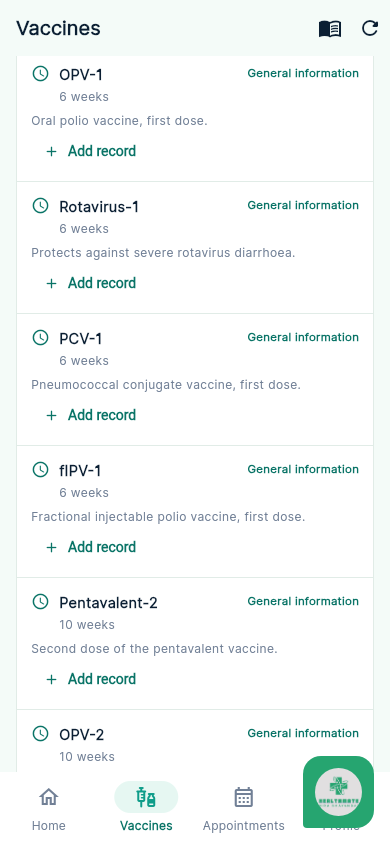 Vaccines
OPV-1
General information
6 weeks
Oral polio vaccine, first dose.
+ Add record
Rotavirus-1
General information
6 weeks
Protects against severe rotavirus diarrhoea.
+ Add record
PCV-1
General information
6 weeks
Pneumococcal conjugate vaccine, first dose.
+ Add record
fIPV-1
General information
6 weeks
Fractional injectable polio vaccine, first dose.
+ Add record
Pentavalent-2
General information
10 weeks
Second dose of the pentavalent vaccine.
+ Add record
OPV-2
General information
10 weeks
Home
Vaccines
Appointments
Profile